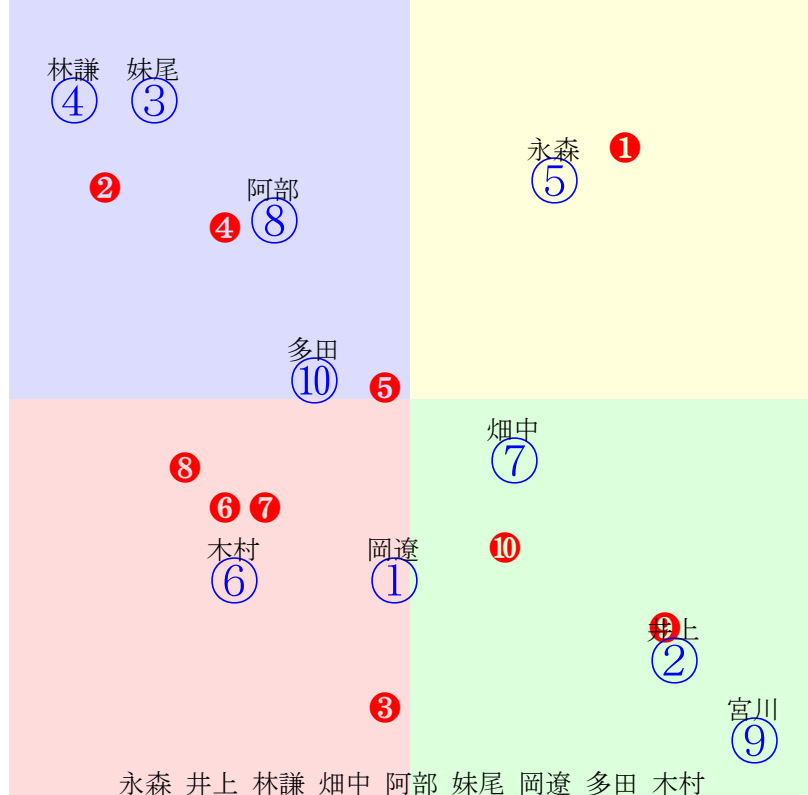 林謙 妹尾
④ ③
永森 ❶
⑤
❷
阿部
❹ ⑧
多田
⑩ ❺
畑中
⑦
❽
❻ ❼
❿
木村 岡遼
⑥ ①
❾
井上
②
❸
宮川
⑨
永森 井上 林謙 畑中 阿部 妹尾 岡遼 多田 木村